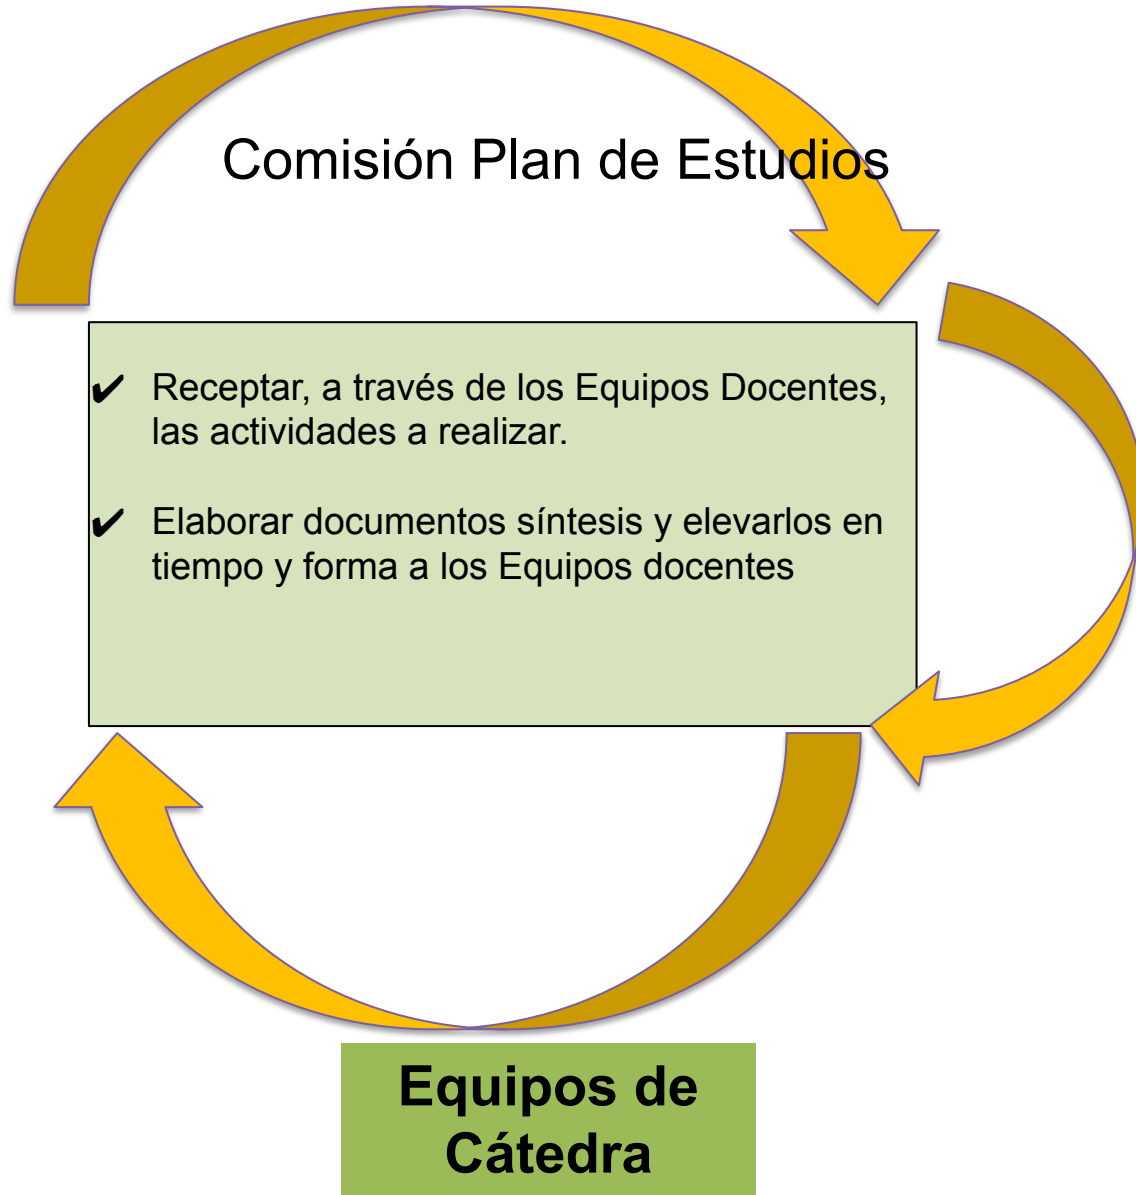 Comisión Plan de Estudios
✔ Receptar, a través de los Equipos Docentes,
las actividades a realizar.
✔ Elaborar documentos síntesis y elevarlos en
tiempo y forma a los Equipos docentes
Equipos de
Cátedra